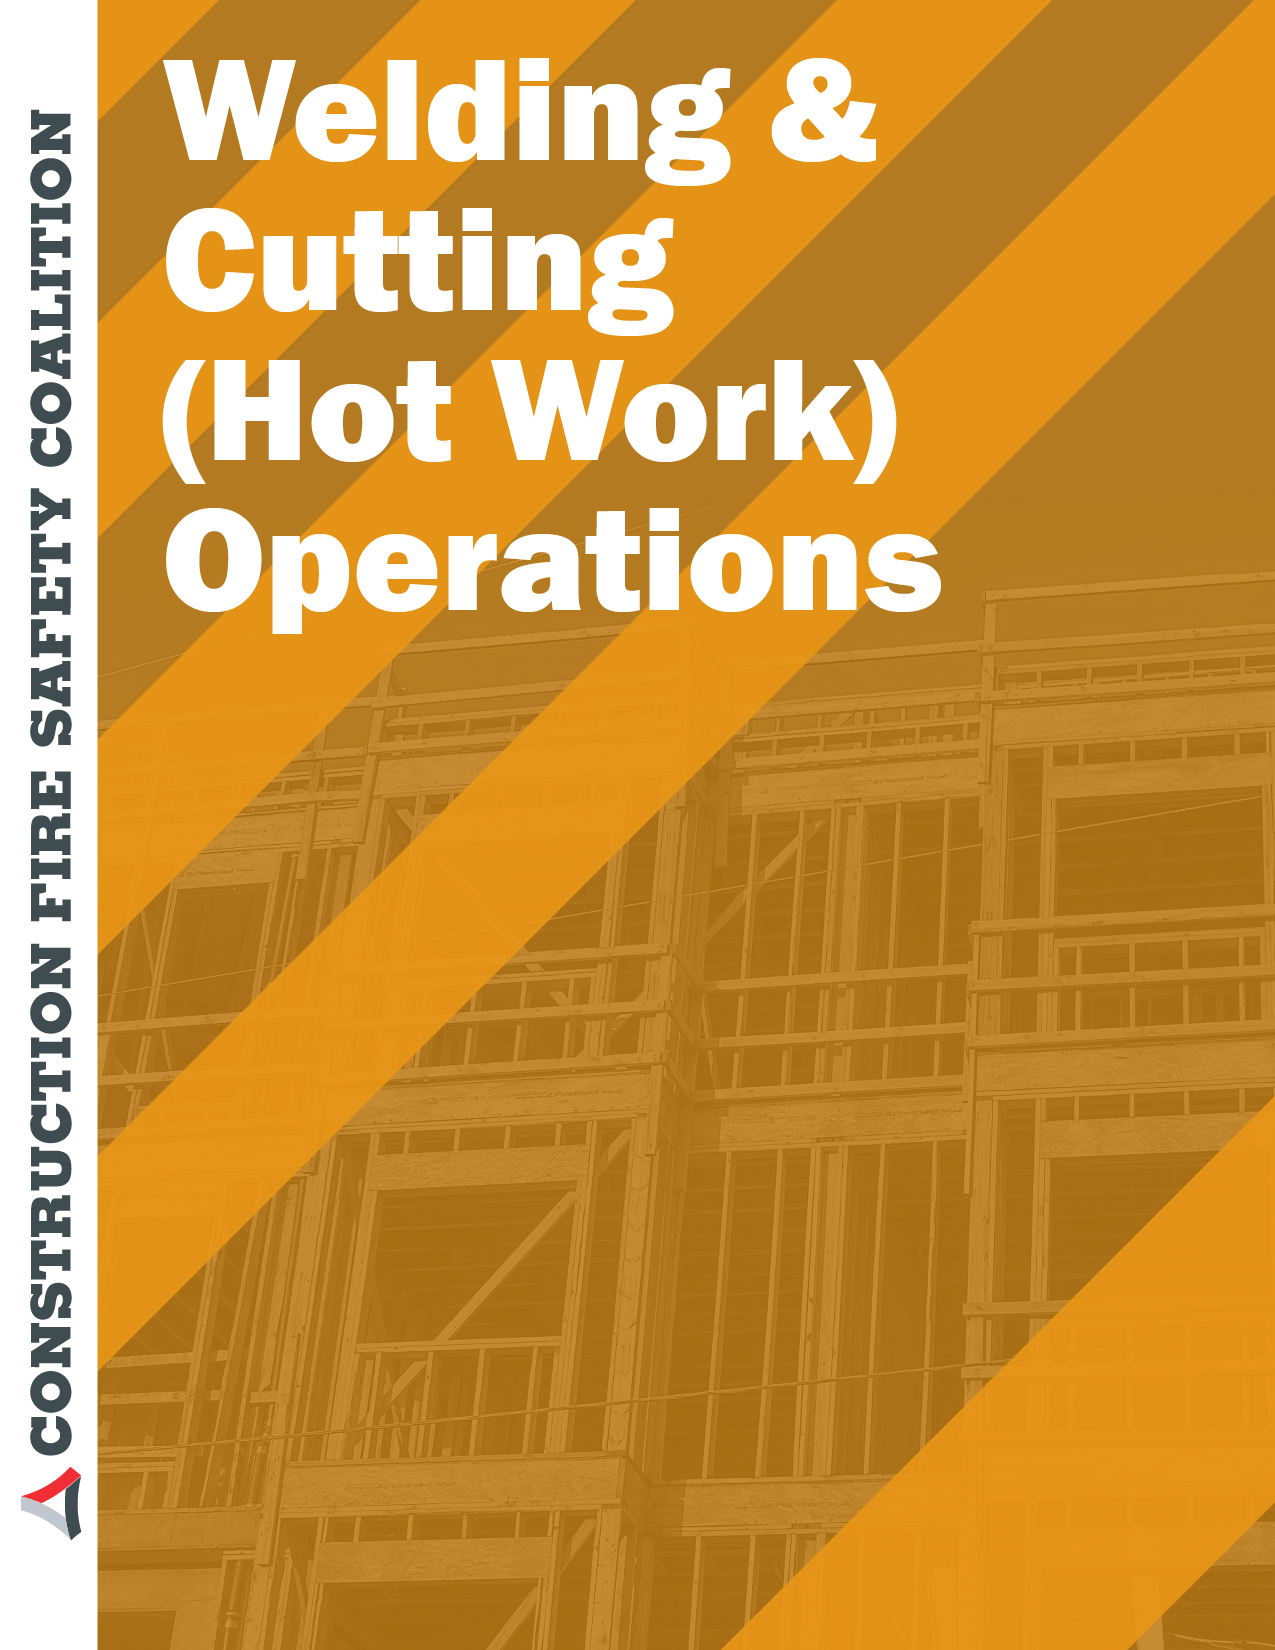 Welding &
Cutting
(Hot Work)
Operations
CONSTRUCTION FIRE SAFETY COALITION